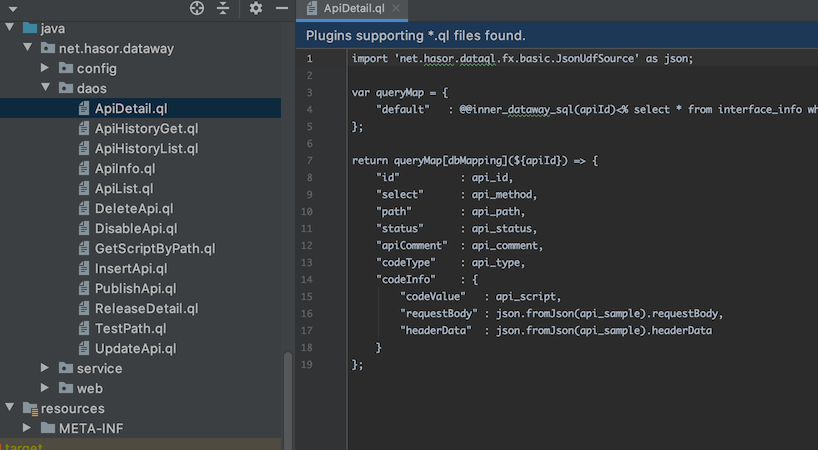 java
net.hasor.dataway
config
daos
ApiDetail.ql
ApiHistoryGet.ql
ApiHistoryList.ql
ApiInfo.ql
ApiList.ql
DeleteApi.ql
DisableApi.ql
GetScriptByPath.ql
InsertApi.ql
PublishApi.ql
ReleaseDetail.ql
TestPath.ql
UpdateApi.ql
service
web
resources
META-INF
target
ApiDetail.ql
Plugins supporting *.ql files found.
1 import 'net.hasor.dataql.fx.basic.JsonUdfSource' as json;
2
3 var queryMap = {
4 "default" : @@inner_dataway_sql(apiId)<% select * from interface_info wh
5 };
6
7 return queryMap[dbMapping](${apiId}) => {
8 "id" : api_id,
9 "select" : api_method,
10 "path" : api_path,
11 "status" : api_status,
12 "apiComment" : api_comment,
13 "codeType" : api_type,
14 "codeInfo" : {
15 "codeValue" : api_script,
16 "requestBody" : json.fromJson(api_sample).requestBody,
17 "headerData" : json.fromJson(api_sample).headerData
18 }
19 };